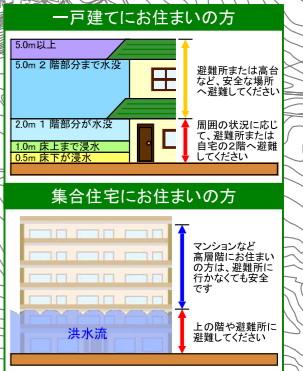 一戸建てにお住まいの方
5.0m以上
5.0m 2 階部分まで水没
2.0m 1 階部分が水没
1.0m 床上まで浸水
0.5m 床下が浸水
避難所または高台
など、安全な場所
へ避難してください
周囲の状況に応じ
て、避難所または
自宅の2階へ避難
してください
集合住宅にお住まいの方
洪水流
マンションなど
高層階にお住まい
の方は、避難所に
行かなくても安全
です
上の階や避難所に
避難してください